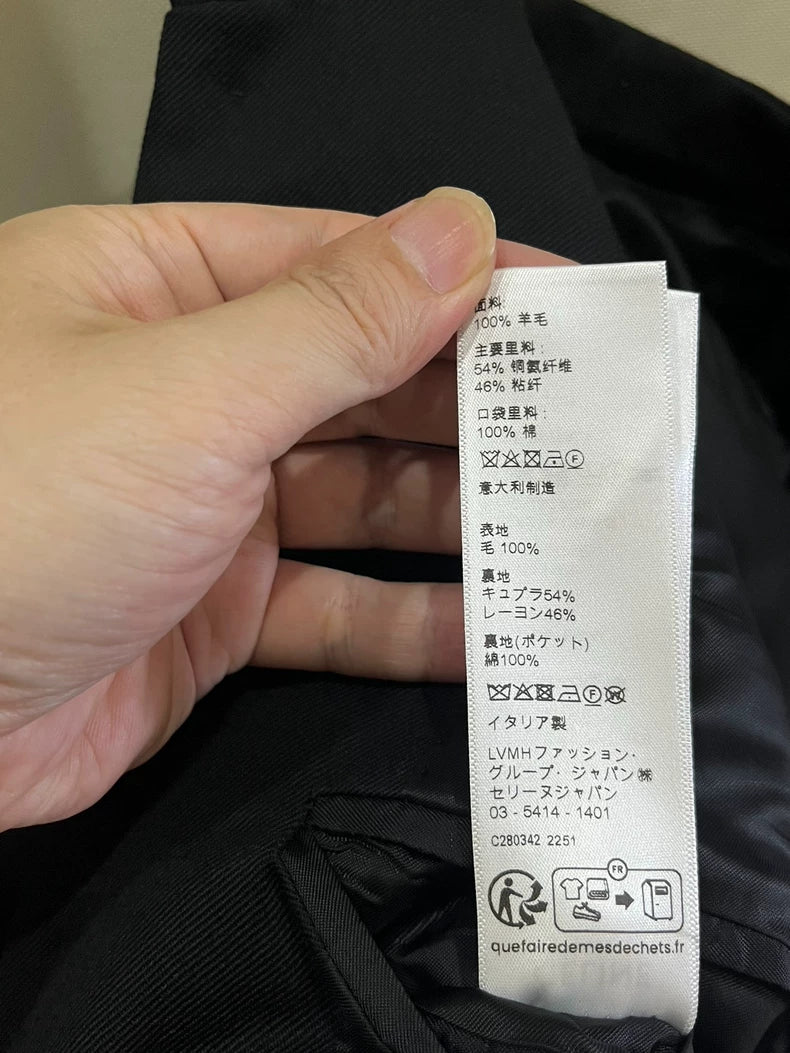 面料:
100% 羊毛
主要里料:
54% 铜氨纤维
46% 粘纤
口袋里料:
100% 棉
F
意大利制造
表地
毛 100%
裏地
キュプラ54%
レーヨン46%
裏地(ポケット)
綿100%
F W
イタリア製
LVMHファッション・
グループ・ジャパン㈱
セリーヌジャパン
03 - 5414 - 1401
C280342 2251
FR
quefairedemesdechets.fr